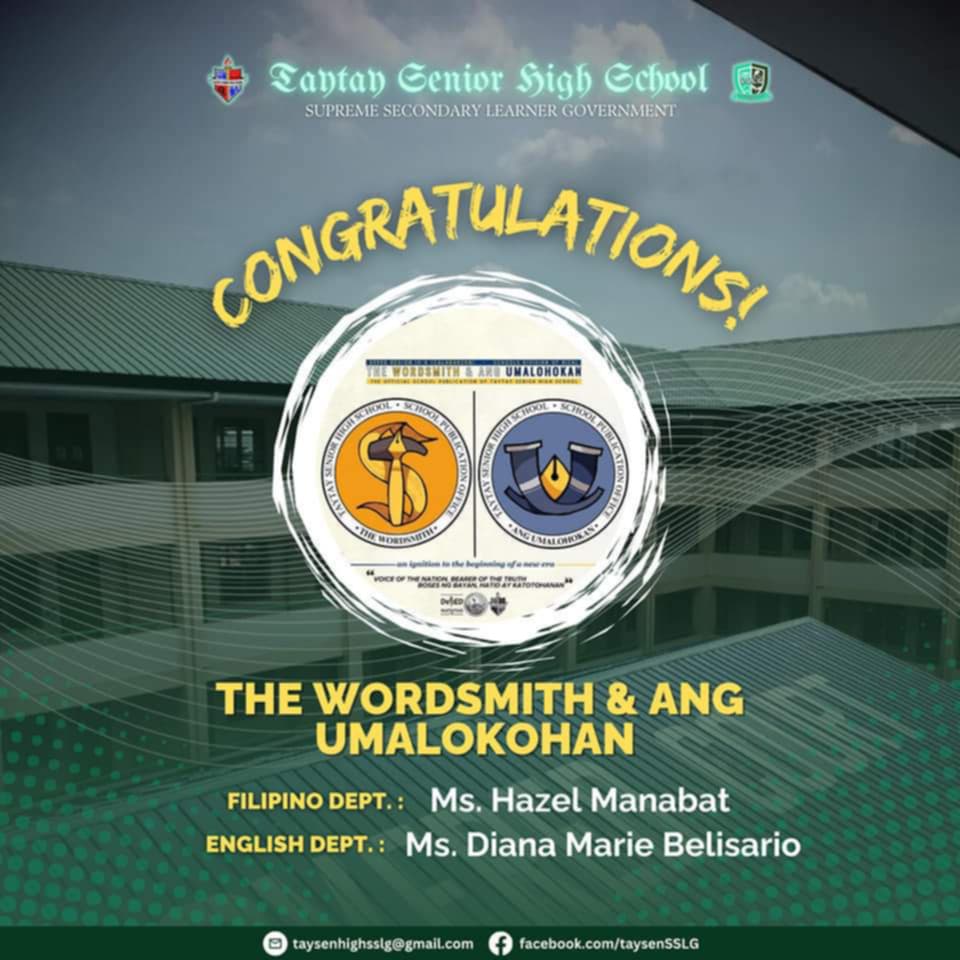 Taytay Senior High School
SUPREME SECONDARY LEARNER GOVERNMENT
CONGRATULATIONS!
THE WORDSMITH & ANG UMALOHOKAN
THE OFFICIAL SCHOOL PUBLICATION OF TAYTAY SENIOR HIGH SCHOOL
TAYTAY SENIOR HIGH SCHOOL • SCHOOL PUBLICATION OFFICE
• THE WORDSMITH •
TAYTAY SENIOR HIGH SCHOOL • SCHOOL PUBLICATION OFFICE
• ANG UMALOHOKAN •
an ignition to the beginning of a new era
“VOICE OF THE NATION, BEARER OF THE TRUTH
BOSES NG BAYAN, HATID AY KATOTOHANAN”
DepED
THE WORDSMITH & ANG
UMALOKOHAN
FILIPINO DEPT. : Ms. Hazel Manabat
ENGLISH DEPT. : Ms. Diana Marie Belisario
taysenhighsslg@gmail.com facebook.com/taysenSSLG